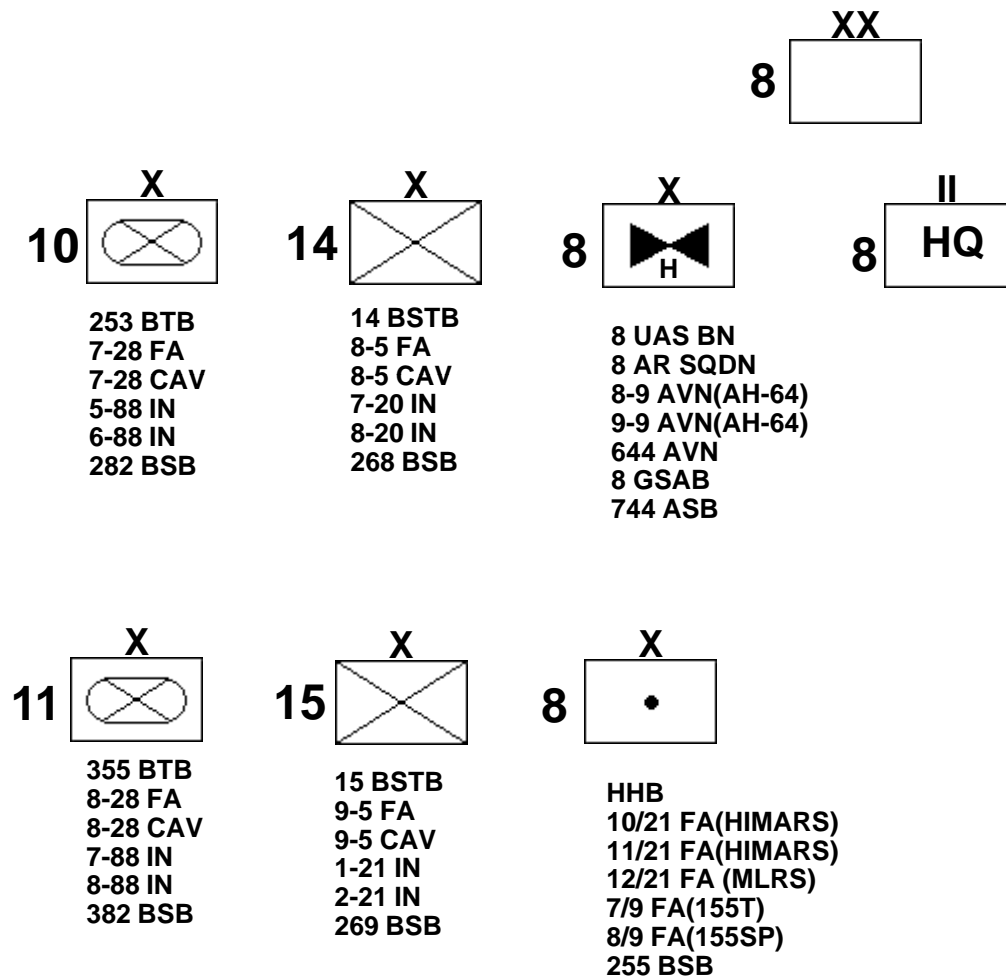 XX
8
X
10
253 BTB
7-28 FA
7-28 CAV
5-88 IN
6-88 IN
282 BSB
X
14
14 BSTB
8-5 FA
8-5 CAV
7-20 IN
8-20 IN
268 BSB
X
8
H
8 UAS BN
8 AR SQDN
8-9 AVN(AH-64)
9-9 AVN(AH-64)
644 AVN
8 GSAB
744 ASB
II
8
HQ
X
11
355 BTB
8-28 FA
8-28 CAV
7-88 IN
8-88 IN
382 BSB
X
15
15 BSTB
9-5 FA
9-5 CAV
1-21 IN
2-21 IN
269 BSB
X
8
HHB
10/21 FA(HIMARS)
11/21 FA(HIMARS)
12/21 FA (MLRS)
7/9 FA(155T)
8/9 FA(155SP)
255 BSB